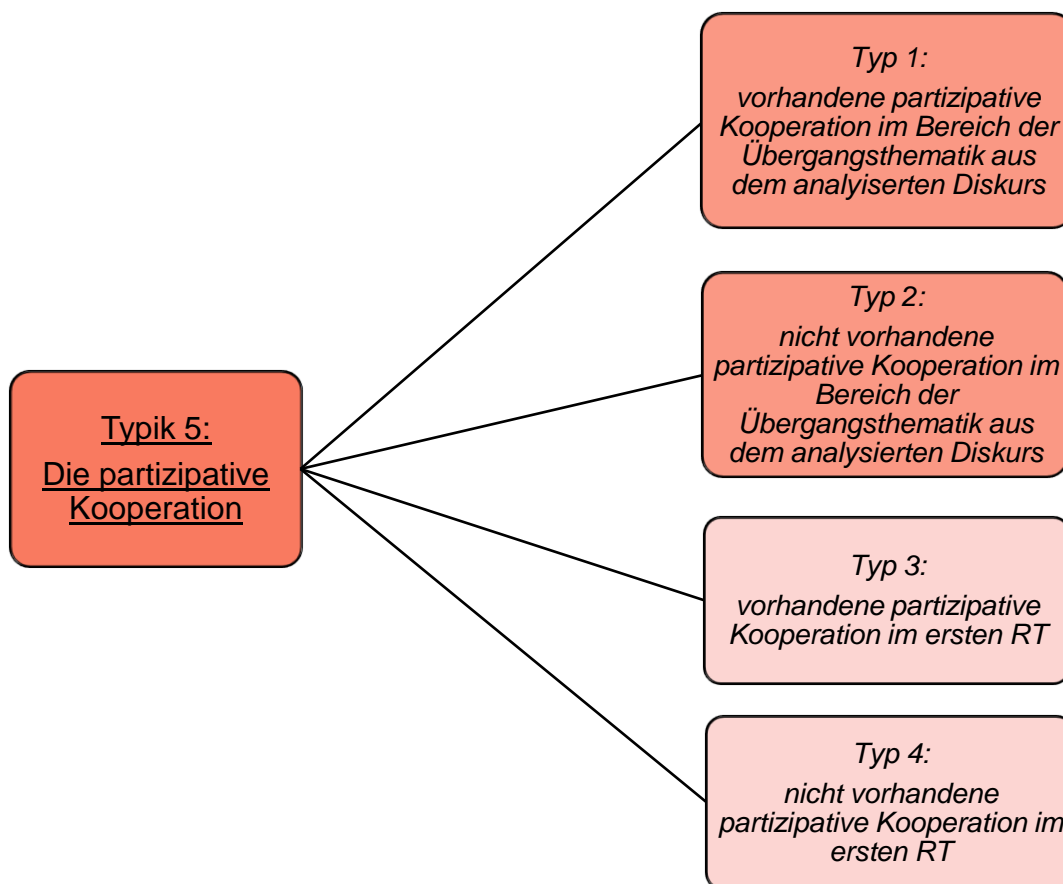 Typ 1:
vorhandene partizipative
Kooperation im Bereich der
Übergangsthematik aus
dem analyiserten Diskurs
Typ 2:
nicht vorhandene
partizipative Kooperation im
Bereich der
Übergangsthematik aus
dem analysierten Diskurs
Typik 5:
Die partizipative
Kooperation
Typ 3:
vorhandene partizipative
Kooperation im ersten RT
Typ 4:
nicht vorhandene
partizipative Kooperation im
ersten RT